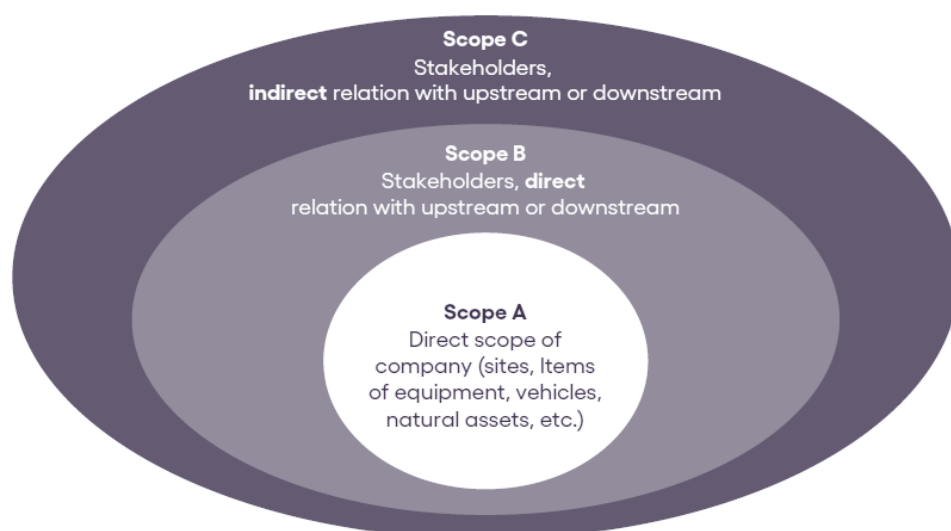 Scope C
Stakeholders,
indirect relation with upstream or downstream
Scope B
Stakeholders, direct
relation with upstream or downstream
Scope A
Direct scope of
company (sites, Items
of equipment, vehicles,
natural assets, etc.)